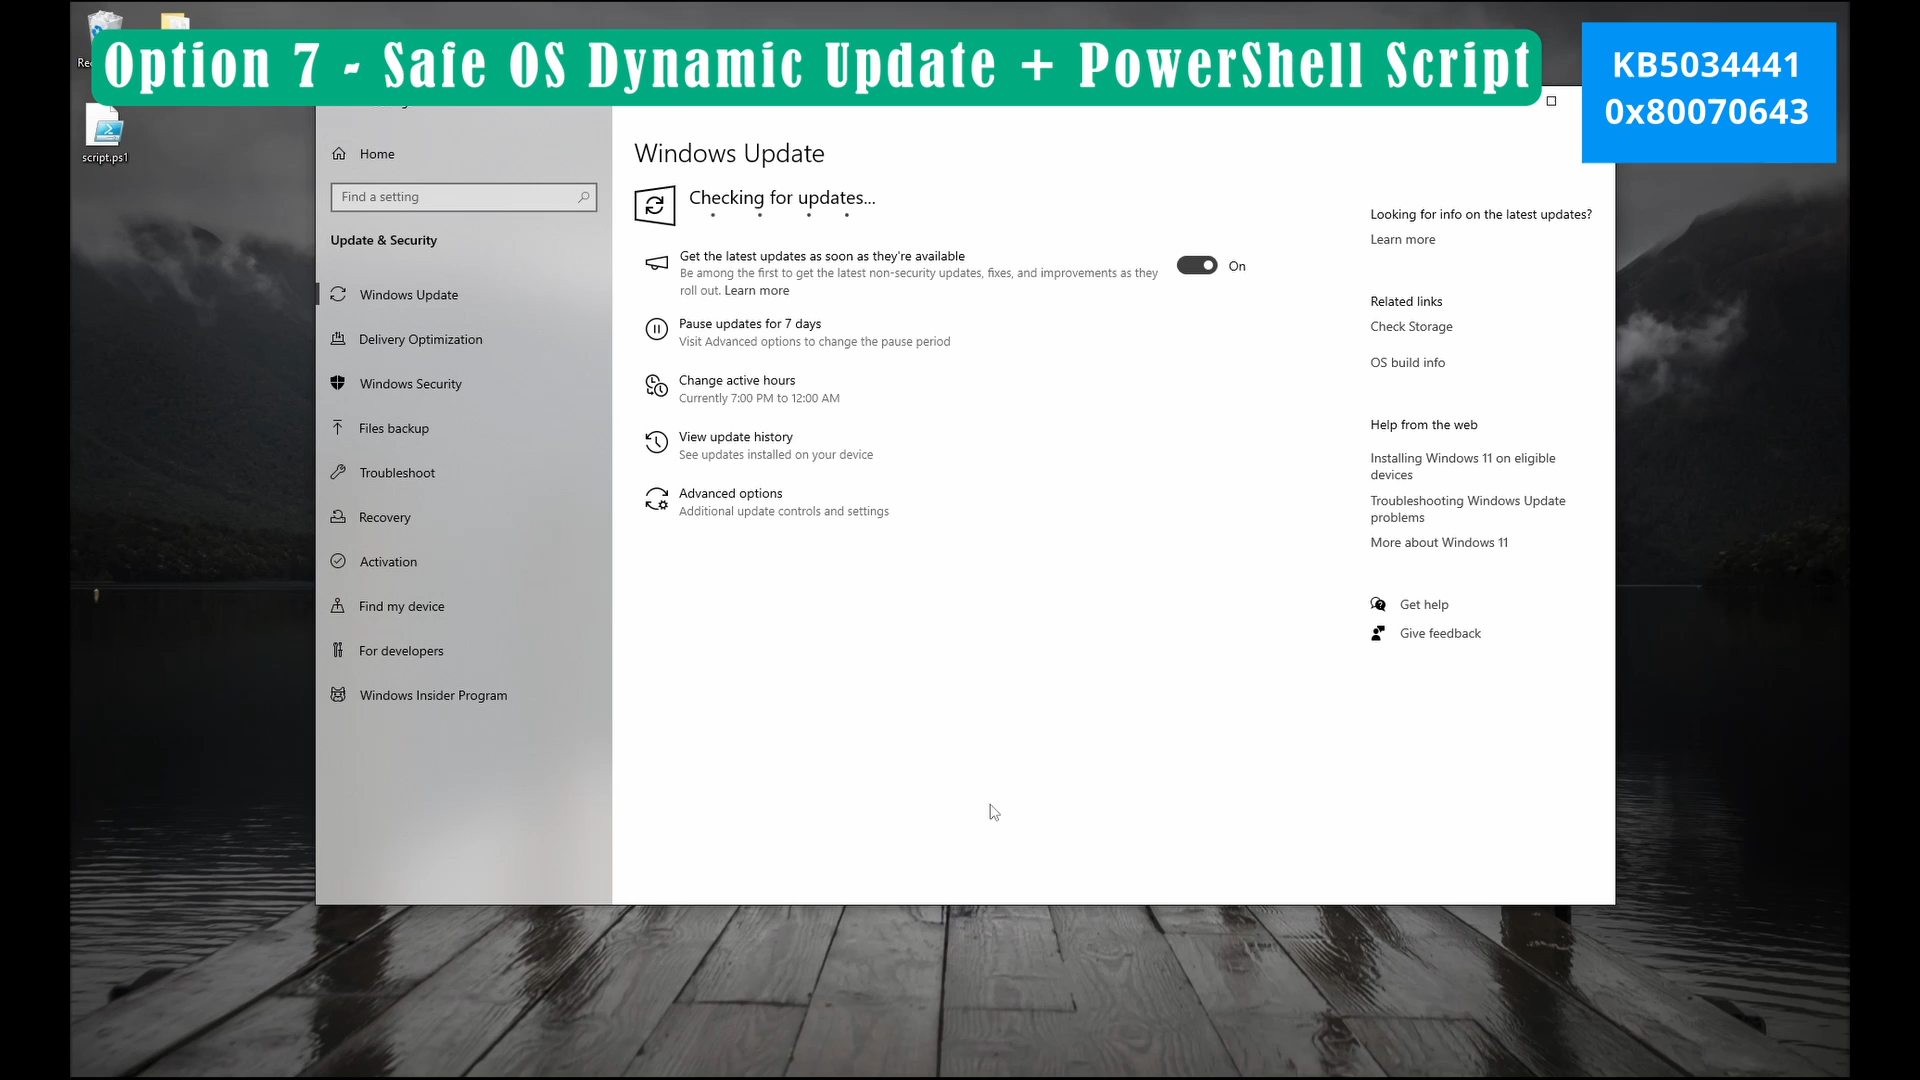 Option 7 - Safe OS Dynamic Update + PowerShell Script
KB5034441
0x80070643
script.ps1
Home
Find a setting
Update & Security
Windows Update
Delivery Optimization
Windows Security
Files backup
Troubleshoot
Recovery
Activation
Find my device
For developers
Windows Insider Program
Windows Update
Checking for updates...
Get the latest updates as soon as they're available
Be among the first to get the latest non-security updates, fixes, and improvements as they
roll out. Learn more
On
Pause updates for 7 days
Visit Advanced options to change the pause period
Change active hours
Currently 7:00 PM to 12:00 AM
View update history
See updates installed on your device
Advanced options
Additional update controls and settings
Looking for info on the latest updates?
Learn more
Related links
Check Storage
OS build info
Help from the web
Installing Windows 11 on eligible
devices
Troubleshooting Windows Update
problems
More about Windows 11
Get help
Give feedback